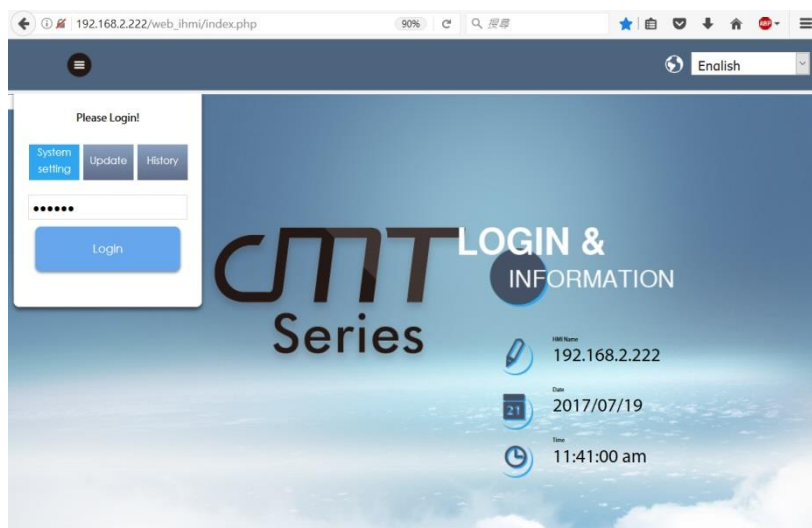 192.168.2.222/web_ihmi/index.php
90%
搜尋
ABP
English
Please Login!
System setting
Update
History
••••••
Login
cmt
Series
LOGIN &
INFORMATION
HMI Name
192.168.2.222
21
Date
2017/07/19
Time
11:41:00 am